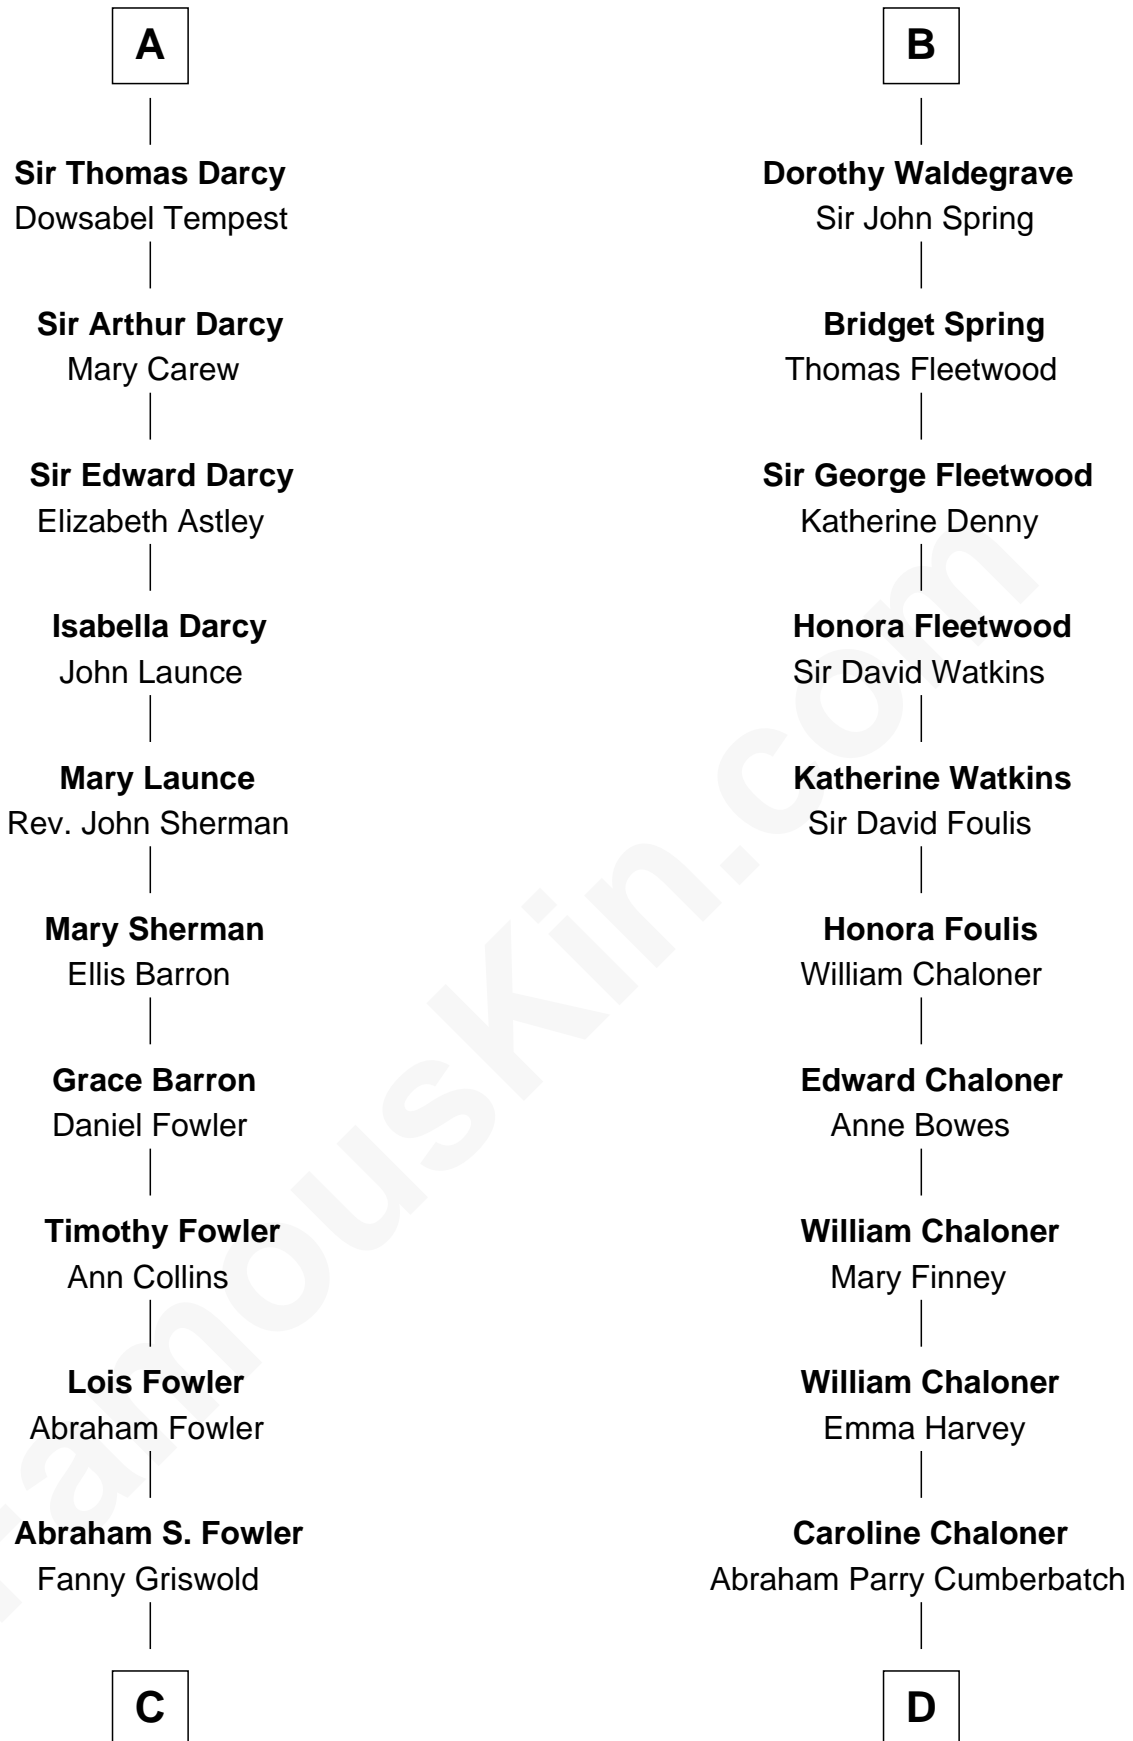 A
Sir Thomas Darcy
Dowsabel Tempest
Sir Arthur Darcy
Mary Carew
Sir Edward Darcy
Elizabeth Astley
Isabella Darcy
John Launce
Mary Launce
Rev. John Sherman
Mary Sherman
Ellis Barron
Grace Barron
Daniel Fowler
Timothy Fowler
Ann Collins
Lois Fowler
Abraham Fowler
Abraham S. Fowler
Fanny Griswold
C
B
Dorothy Waldegrave
Sir John Spring
Bridget Spring
Thomas Fleetwood
Sir George Fleetwood
Katherine Denny
Honora Fleetwood
Sir David Watkins
Katherine Watkins
Sir David Foulis
Honora Foulis
William Chaloner
Edward Chaloner
Anne Bowes
William Chaloner
Mary Finney
William Chaloner
Emma Harvey
Caroline Chaloner
Abraham Parry Cumberbatch
D
FamousKin.com